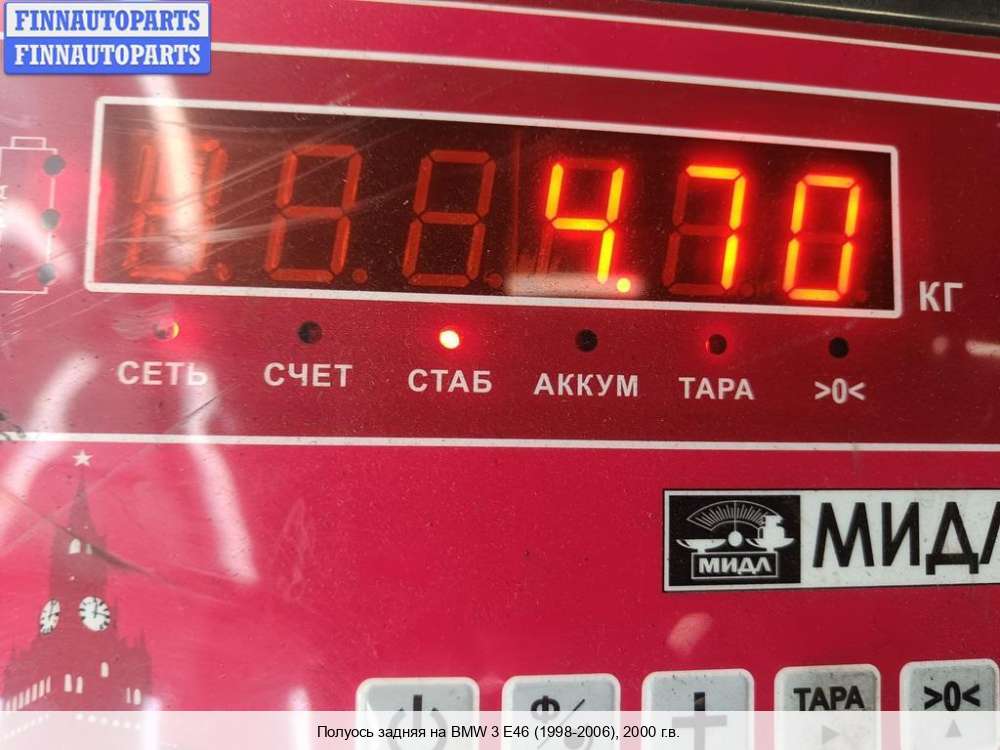 FINNAUTOPARTS
FINNAUTOPARTS
4.70
КГ
СЕТЬ СЧЕТ СТАБ АККУМ ТАРА >0<
МИДЛ МИДЛ
ТАРА >0<
Полуось задняя на BMW 3 E46 (1998-2006), 2000 г.в.